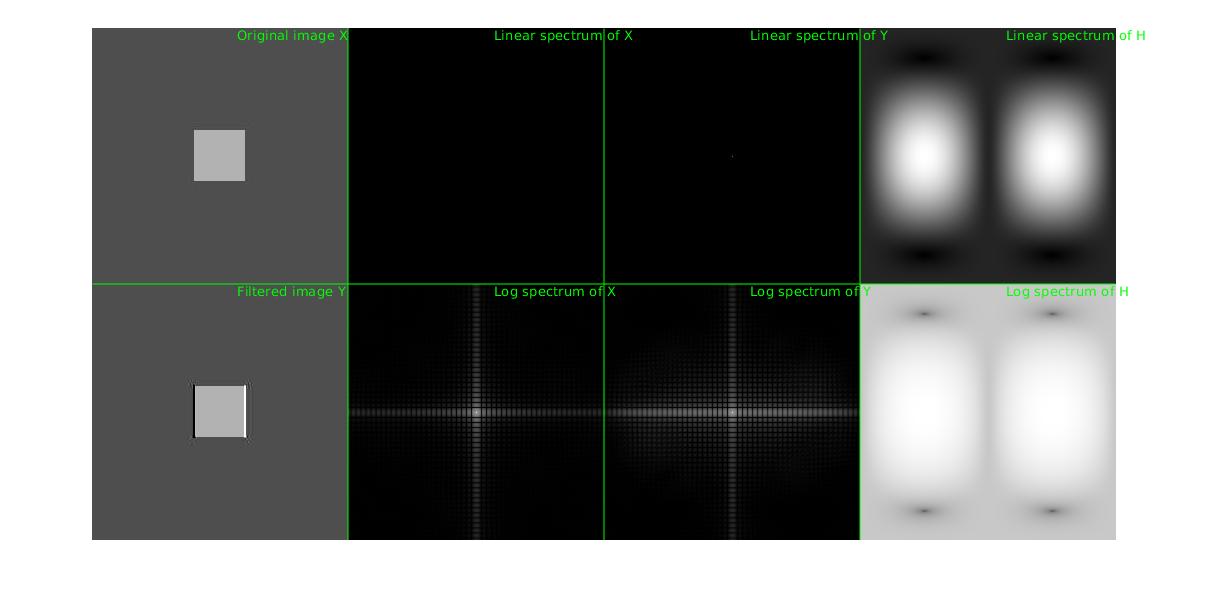 Original image X
Linear spectrum of X
Linear spectrum of Y
Linear spectrum of H
Filtered image Y
Log spectrum of X
Log spectrum of Y
Log spectrum of H